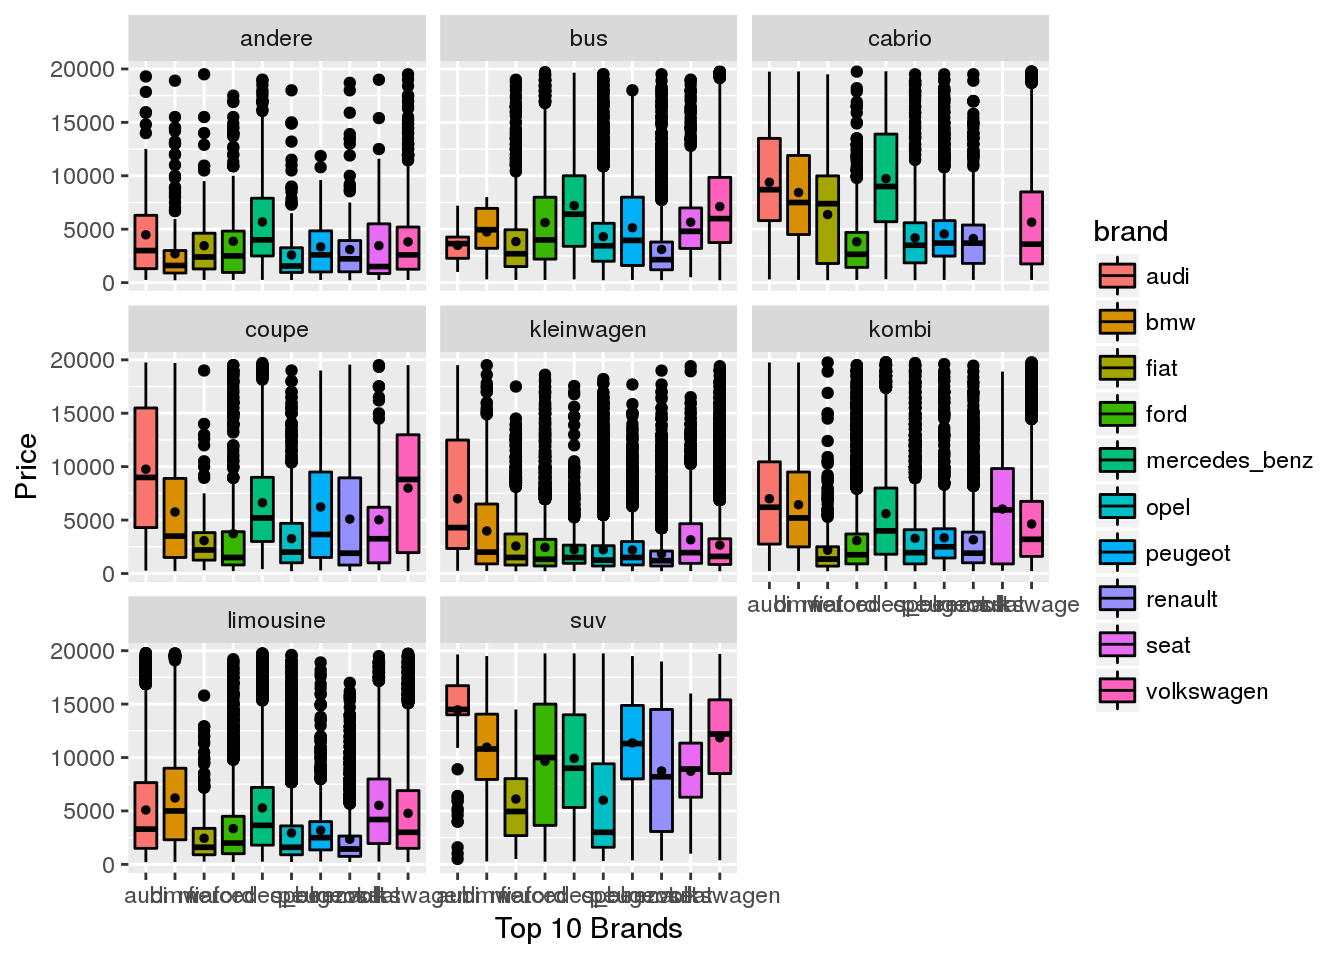 andere
bus
cabrio
20000
15000
10000
5000
0
coupe
kleinwagen
kombi
20000
15000
10000
5000
0
limousine
suv
20000
15000
10000
5000
0
Price
Top 10 Brands
brand
audi
bmw
fiat
ford
mercedes_benz
opel
peugeot
renault
seat
volkswagen